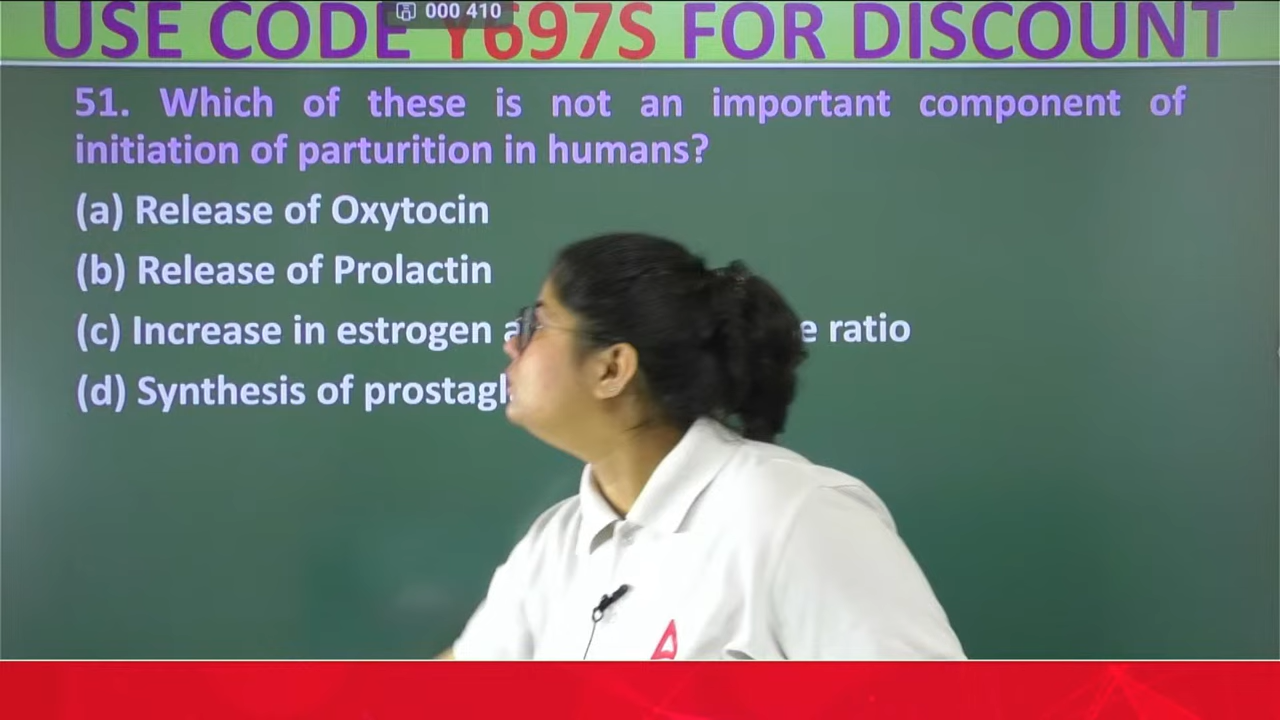 USE CODE Y697S FOR DISCOUNT
000 410
51. Which of these is not an important component of
initiation of parturition in humans?
(a) Release of Oxytocin
(b) Release of Prolactin
(c) Increase in estrogen ratio
(d) Synthesis of